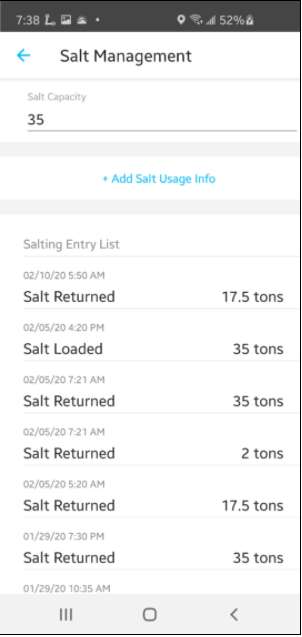 7:38 52%
Salt Management
Salt Capacity
35
+ Add Salt Usage Info
Salting Entry List
02/10/20 5:50 AM
Salt Returned 17.5 tons
02/05/20 4:20 PM
Salt Loaded 35 tons
02/05/20 7:21 AM
Salt Returned 35 tons
02/05/20 7:21 AM
Salt Returned 2 tons
02/05/20 5:20 AM
Salt Returned 17.5 tons
01/29/20 7:30 PM
Salt Returned 35 tons
01/29/20 10:35 AM